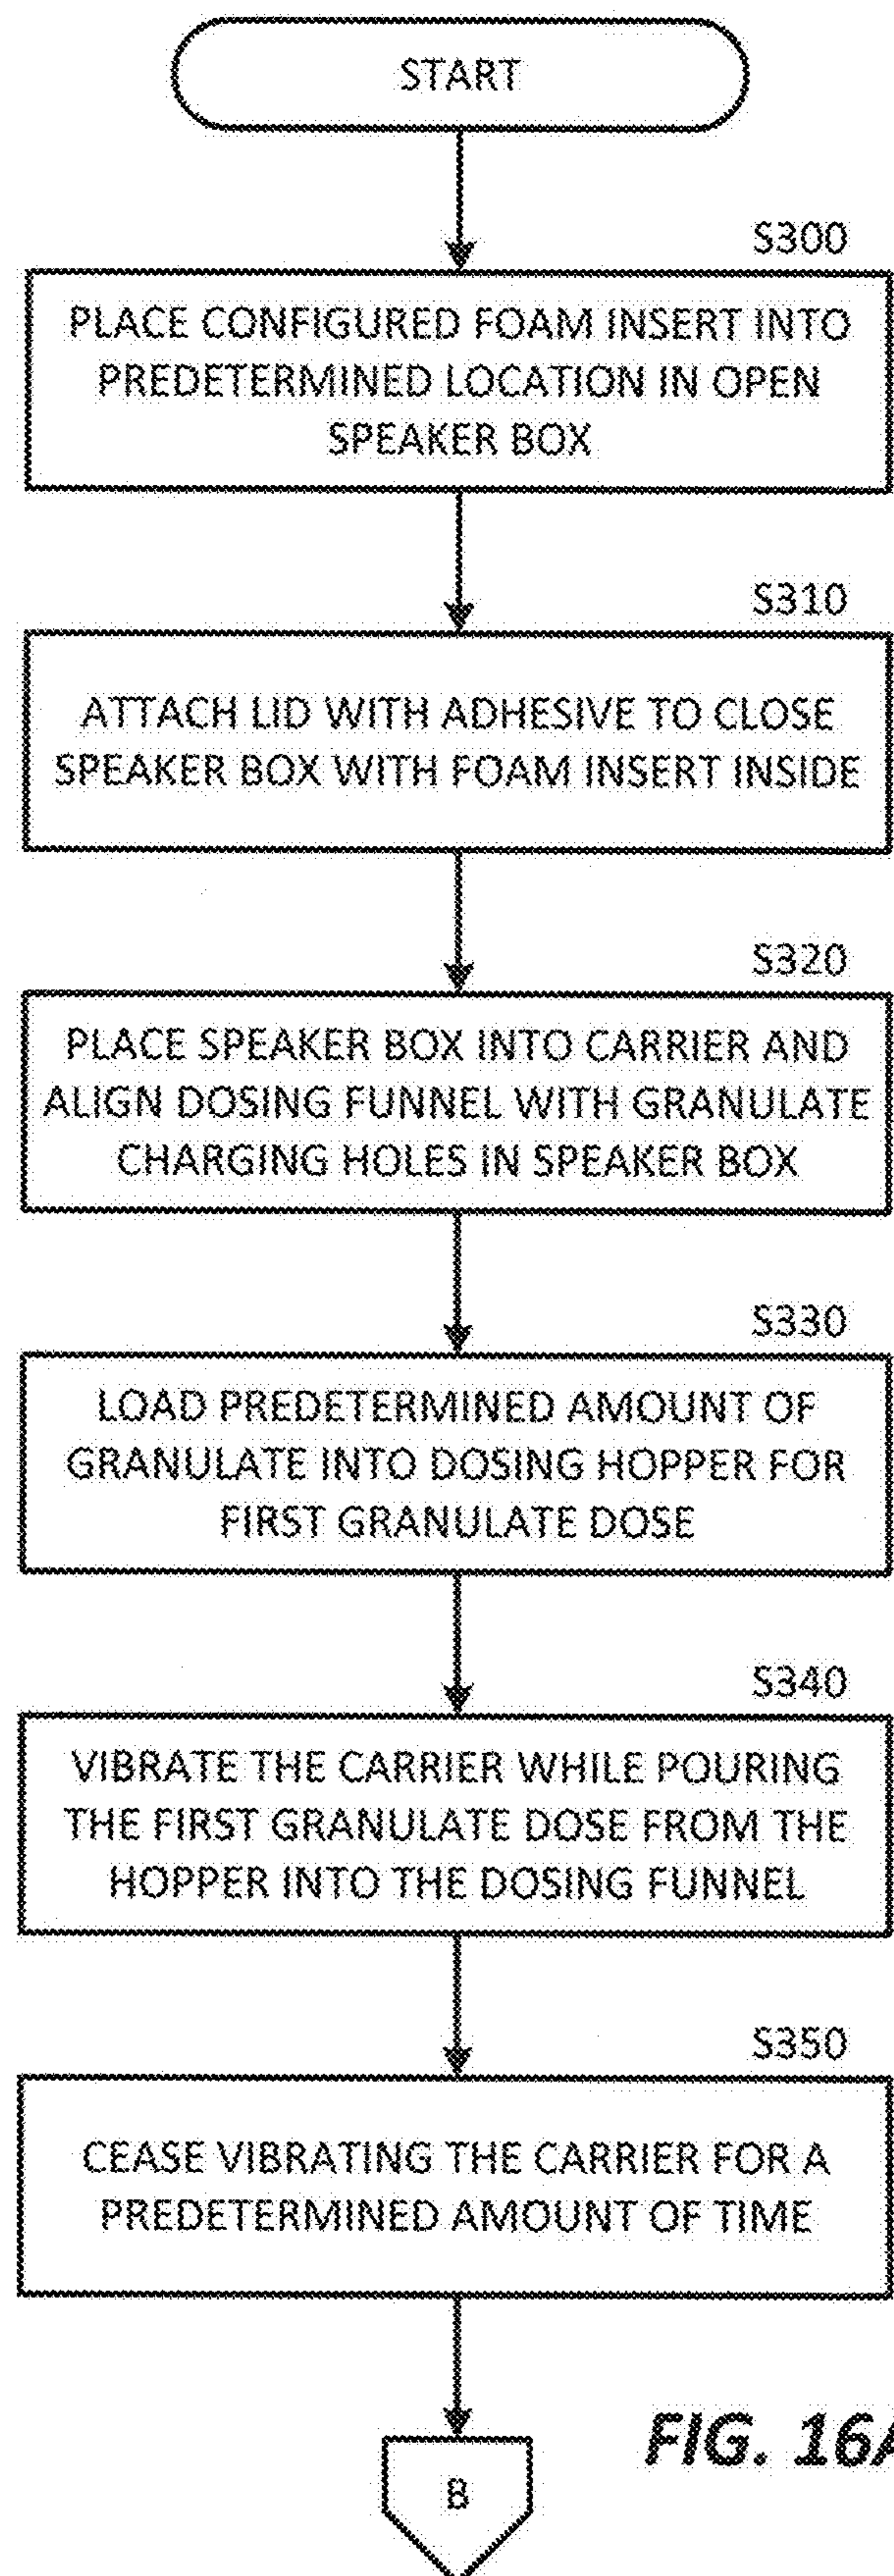 START
S300
PLACE CONFIGURED FOAM INSERT INTO
PREDETERMINED LOCATION IN OPEN
SPEAKER BOX
S310
ATTACH LID WITH ADHESIVE TO CLOSE
SPEAKER BOX WITH FOAM INSERT INSIDE
S320
PLACE SPEAKER BOX INTO CARRIER AND
ALIGN DOSING FUNNEL WITH GRANULATE
CHARGING HOLES IN SPEAKER BOX
S330
LOAD PREDETERMINED AMOUNT OF
GRANULATE INTO DOSING HOPPER FOR
FIRST GRANULATE DOSE
S340
VIBRATE THE CARRIER WHILE POURING
THE FIRST GRANULATE DOSE FROM THE
HOPPER INTO THE DOSING FUNNEL
S350
CEASE VIBRATING THE CARRIER FOR A
PREDETERMINED AMOUNT OF TIME
FIG. 16A
B